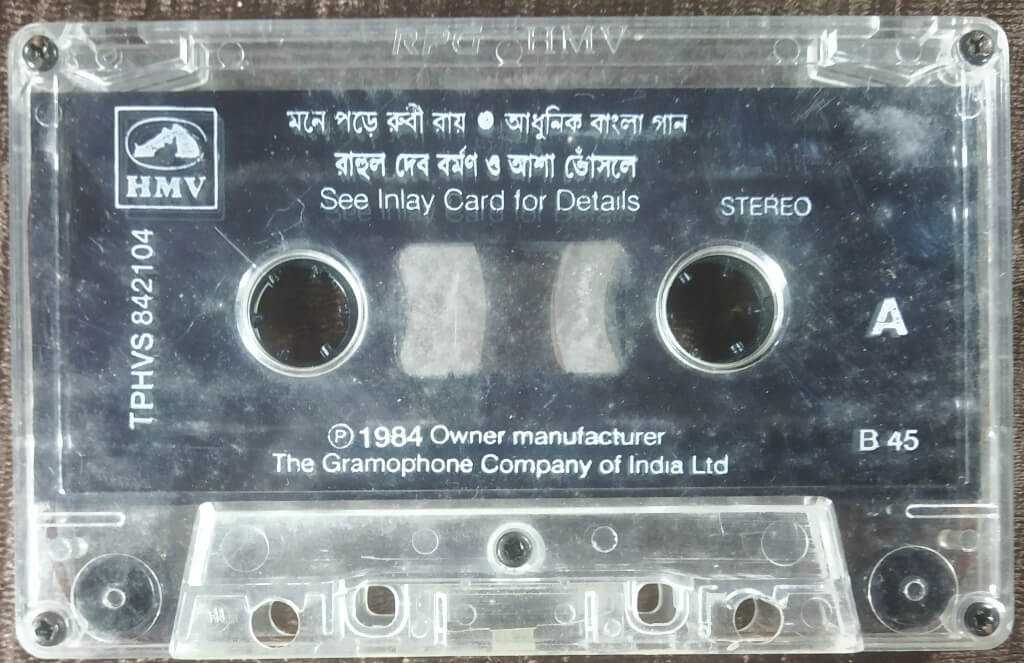 RPG HMV
HMV
মনে পড়ে রুবী রায় ● আধুনিক বাংলা গান
রাহুল দেব বর্মণ ও আশা ভোঁসলে
See Inlay Card for Details
STEREO
TPHVS 842104
A
Ⓟ 1984 Owner manufacturer
The Gramophone Company of India Ltd
B 45